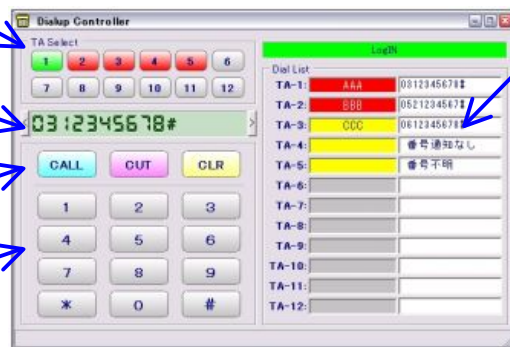 Dialup Controller
TA Select
1 2 3 4 5 6
7 8 9 10 11 12
0312345678#
CALL CUT CLR
1 2 3
4 5 6
7 8 9
* 0 #
LogIN
Dial List
TA-1: AAA 0312345678#
TA-2: BBB 0521234567#
TA-3: CCC 0612345678#
TA-4: 番号通知なし
TA-5: 番号不明
TA-6:
TA-7:
TA-8:
TA-9:
TA-10:
TA-11:
TA-12: